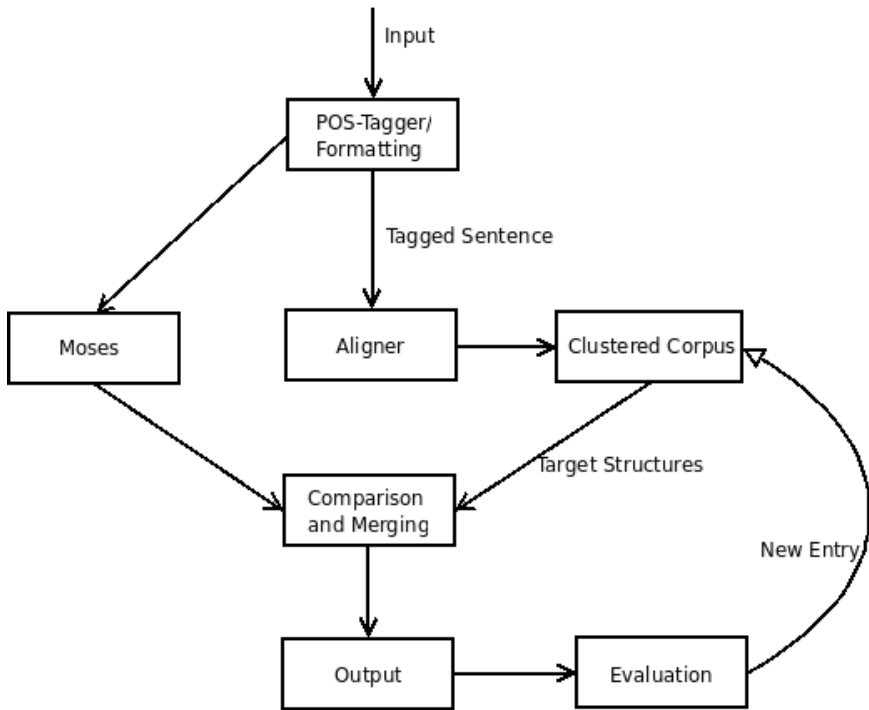 Input
POS-Tagger/
Formatting
Tagged Sentence
Moses
Aligner
Clustered Corpus
Target Structures
Comparison
and Merging
New Entry
Output
Evaluation